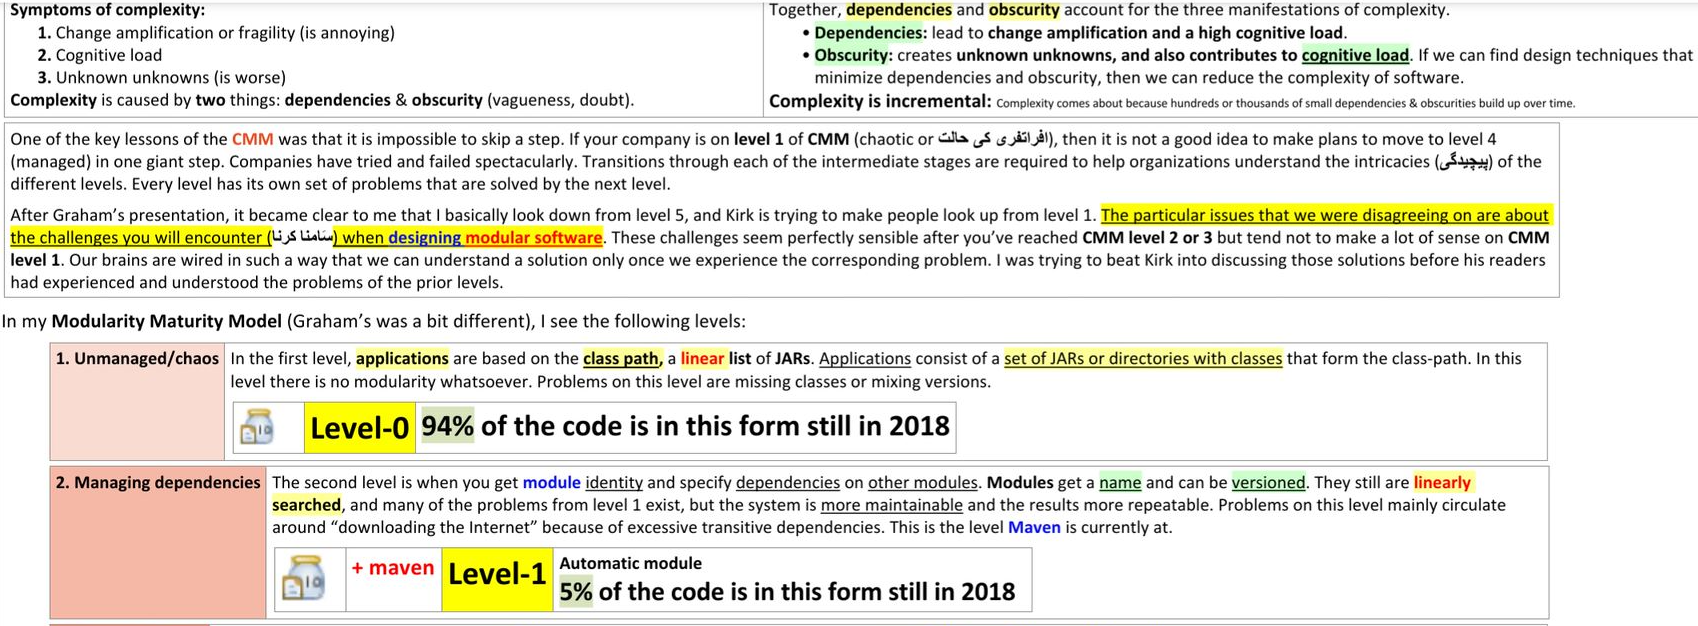 Symptoms of complexity:
1. Change amplification or fragility (is annoying)
2. Cognitive load
3. Unknown unknowns (is worse)
Complexity is caused by two things: dependencies & obscurity (vagueness, doubt).
Together, dependencies and obscurity account for the three manifestations of complexity.
• Dependencies: lead to change amplification and a high cognitive load.
• Obscurity: creates unknown unknowns, and also contributes to cognitive load. If we can find design techniques that
minimize dependencies and obscurity, then we can reduce the complexity of software.
Complexity is incremental: Complexity comes about because hundreds or thousands of small dependencies & obscurities build up over time.
One of the key lessons of the CMM was that it is impossible to skip a step. If your company is on level 1 of CMM (chaotic or افراتفری کی حالت), then it is not a good idea to make plans to move to level 4
(managed) in one giant step. Companies have tried and failed spectacularly. Transitions through each of the intermediate stages are required to help organizations understand the intricacies (پیچیدگی) of the
different levels. Every level has its own set of problems that are solved by the next level.
After Graham's presentation, it became clear to me that I basically look down from level 5, and Kirk is trying to make people look up from level 1. The particular issues that we were disagreeing on are about
the challenges you will encounter (سَامنا کرنَا) when designing modular software. These challenges seem perfectly sensible after you've reached CMM level 2 or 3 but tend not to make a lot of sense on CMM
level 1. Our brains are wired in such a way that we can understand a solution only once we experience the corresponding problem. I was trying to beat Kirk into discussing those solutions before his readers
had experienced and understood the problems of the prior levels.
In my Modularity Maturity Model (Graham's was a bit different), I see the following levels:
1. Unmanaged/chaos
In the first level, applications are based on the class path, a linear list of JARs. Applications consist of a set of JARs or directories with classes that form the class-path. In this
level there is no modularity whatsoever. Problems on this level are missing classes or mixing versions.
Level-0 94% of the code is in this form still in 2018
2. Managing dependencies
The second level is when you get module identity and specify dependencies on other modules. Modules get a name and can be versioned. They still are linearly
searched, and many of the problems from level 1 exist, but the system is more maintainable and the results more repeatable. Problems on this level mainly circulate
around “downloading the Internet” because of excessive transitive dependencies. This is the level Maven is currently at.
+ maven Level-1
Automatic module
5% of the code is in this form still in 2018